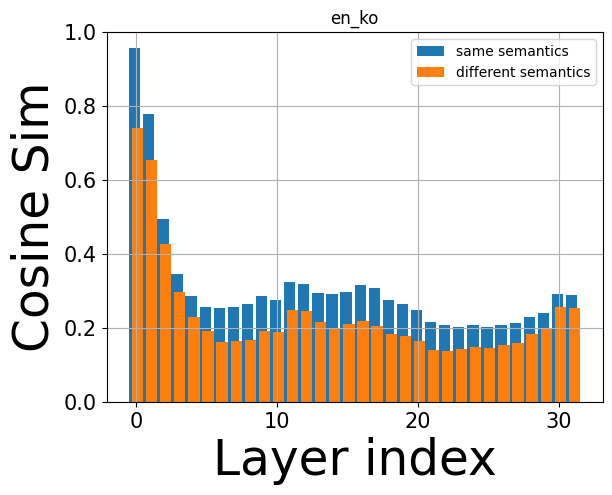 en_ko
same semantics
different semantics
Cosine Sim
1.0
0.8
0.6
0.4
0.2
0.0
0 10 20 30
Layer index